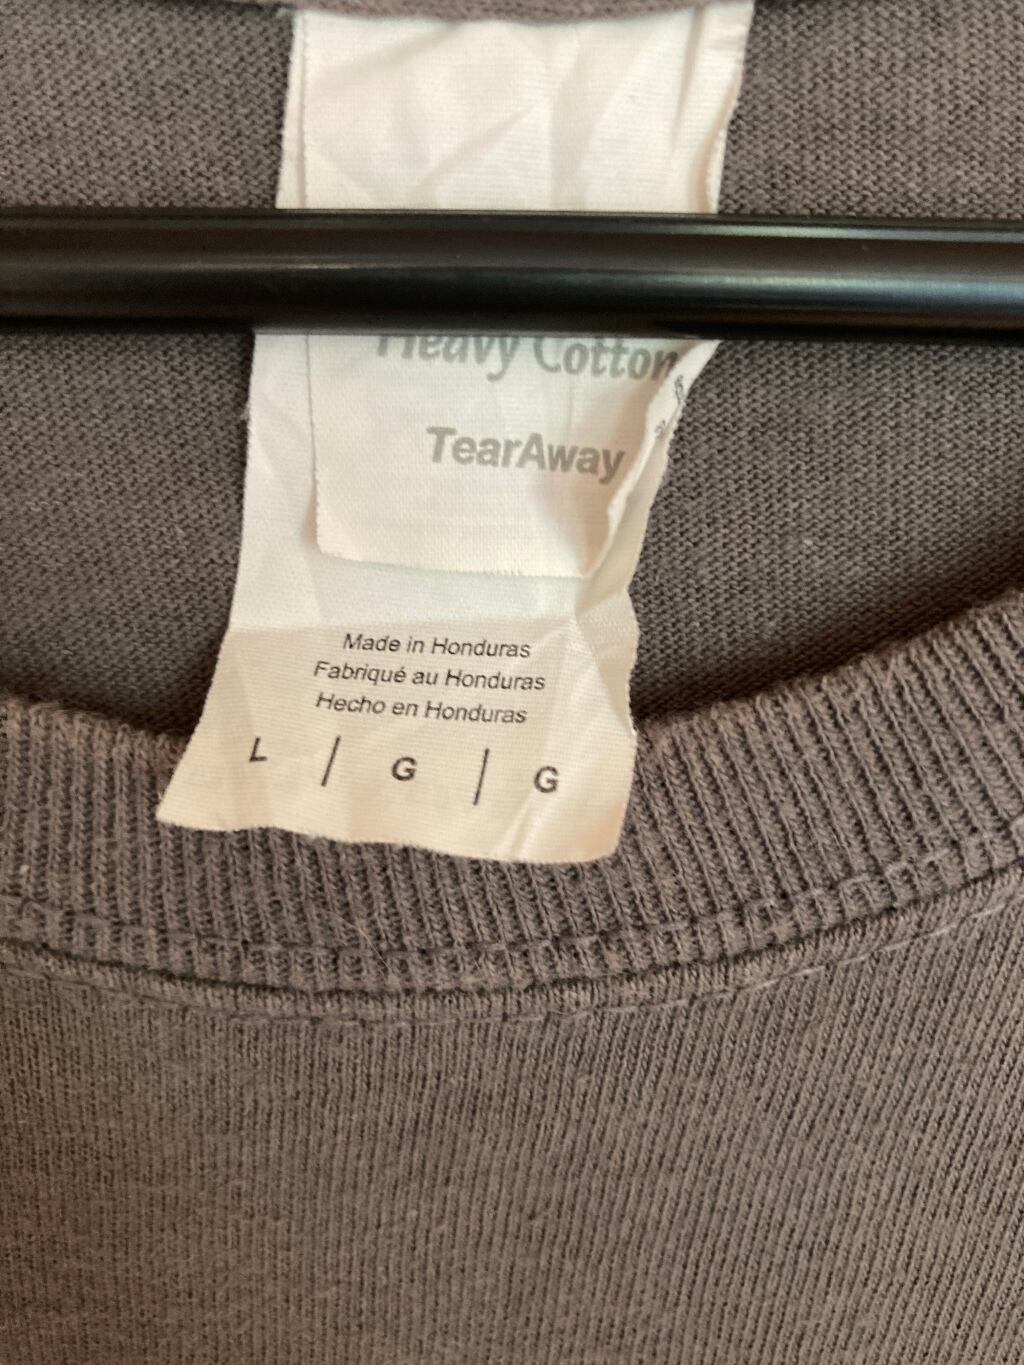 Heavy Cotton
TearAway
Made in Honduras
Fabriqué au Honduras
Hecho en Honduras
L | G | G